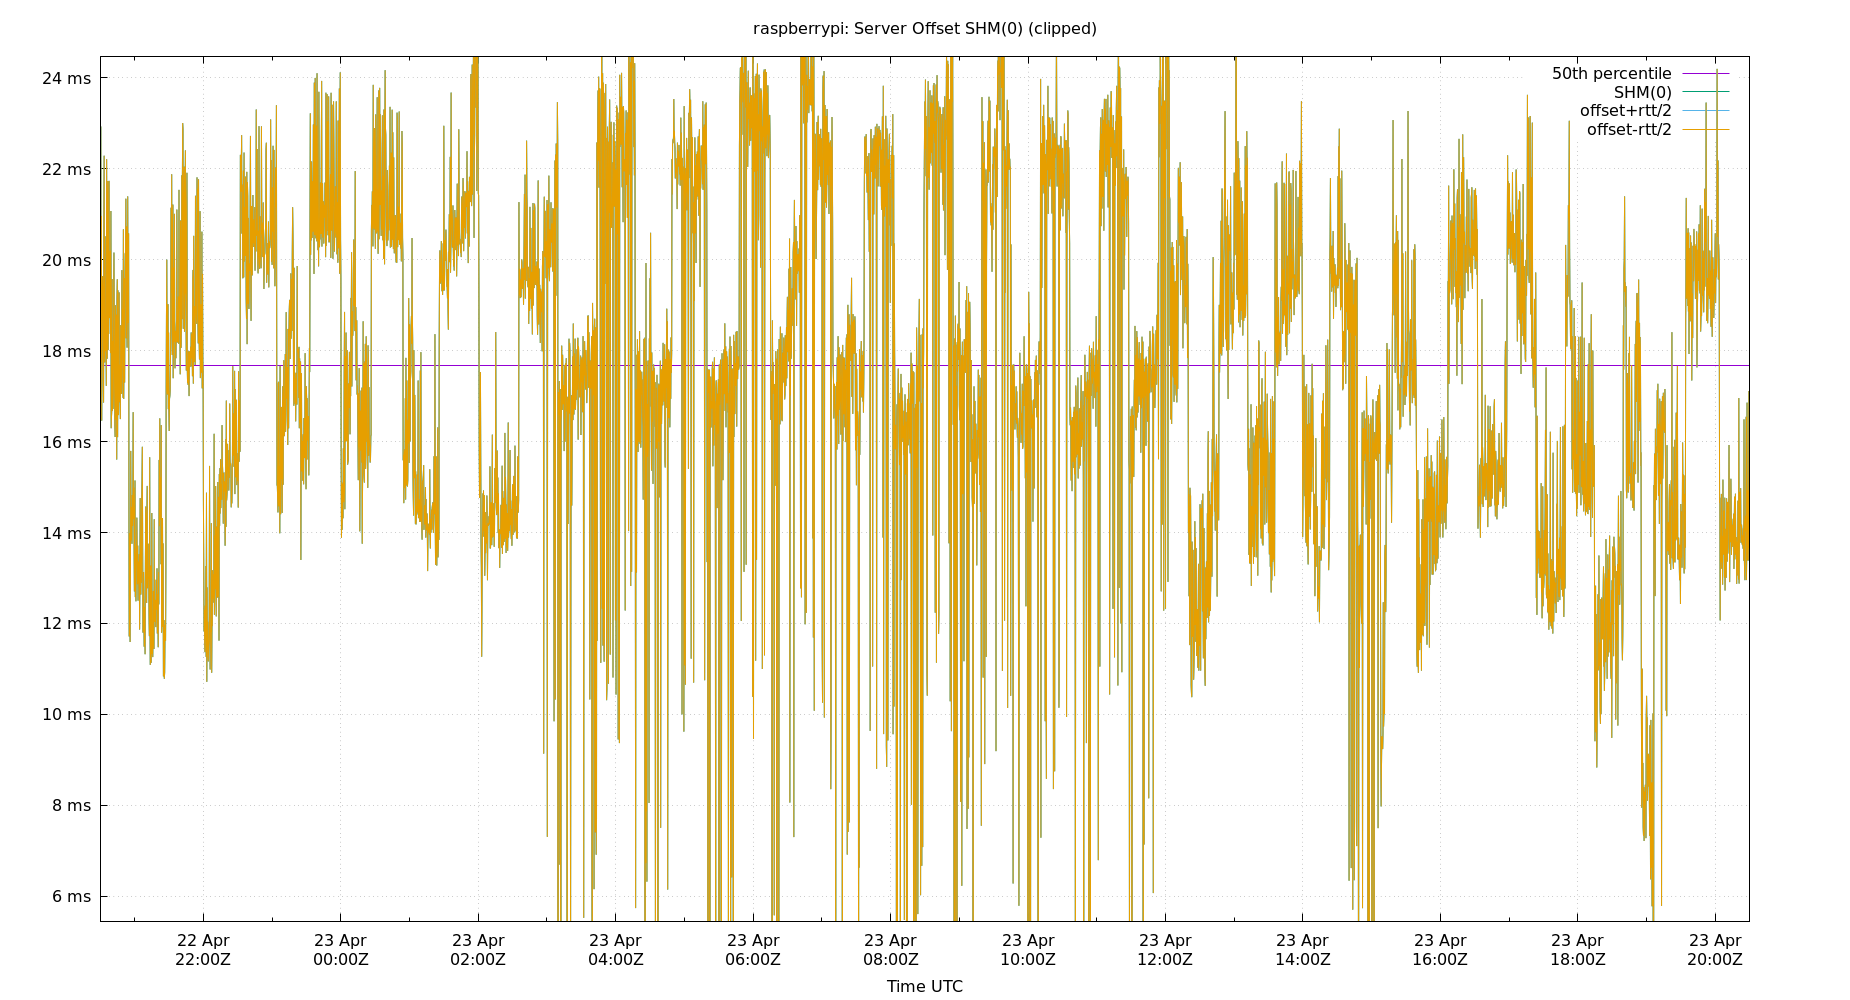 raspberrypi: Server Offset SHM(0) (clipped)
50th percentile
SHM(0)
offset+rtt/2
offset-rtt/2
24 ms
22 ms
20 ms
18 ms
16 ms
14 ms
12 ms
10 ms
8 ms
6 ms
22 Apr 23 Apr 23 Apr 23 Apr 23 Apr 23 Apr 23 Apr 23 Apr 23 Apr 23 Apr 23 Apr 23 Apr
22:00Z 00:00Z 02:00Z 04:00Z 06:00Z 08:00Z 10:00Z 12:00Z 14:00Z 16:00Z 18:00Z 20:00Z
Time UTC